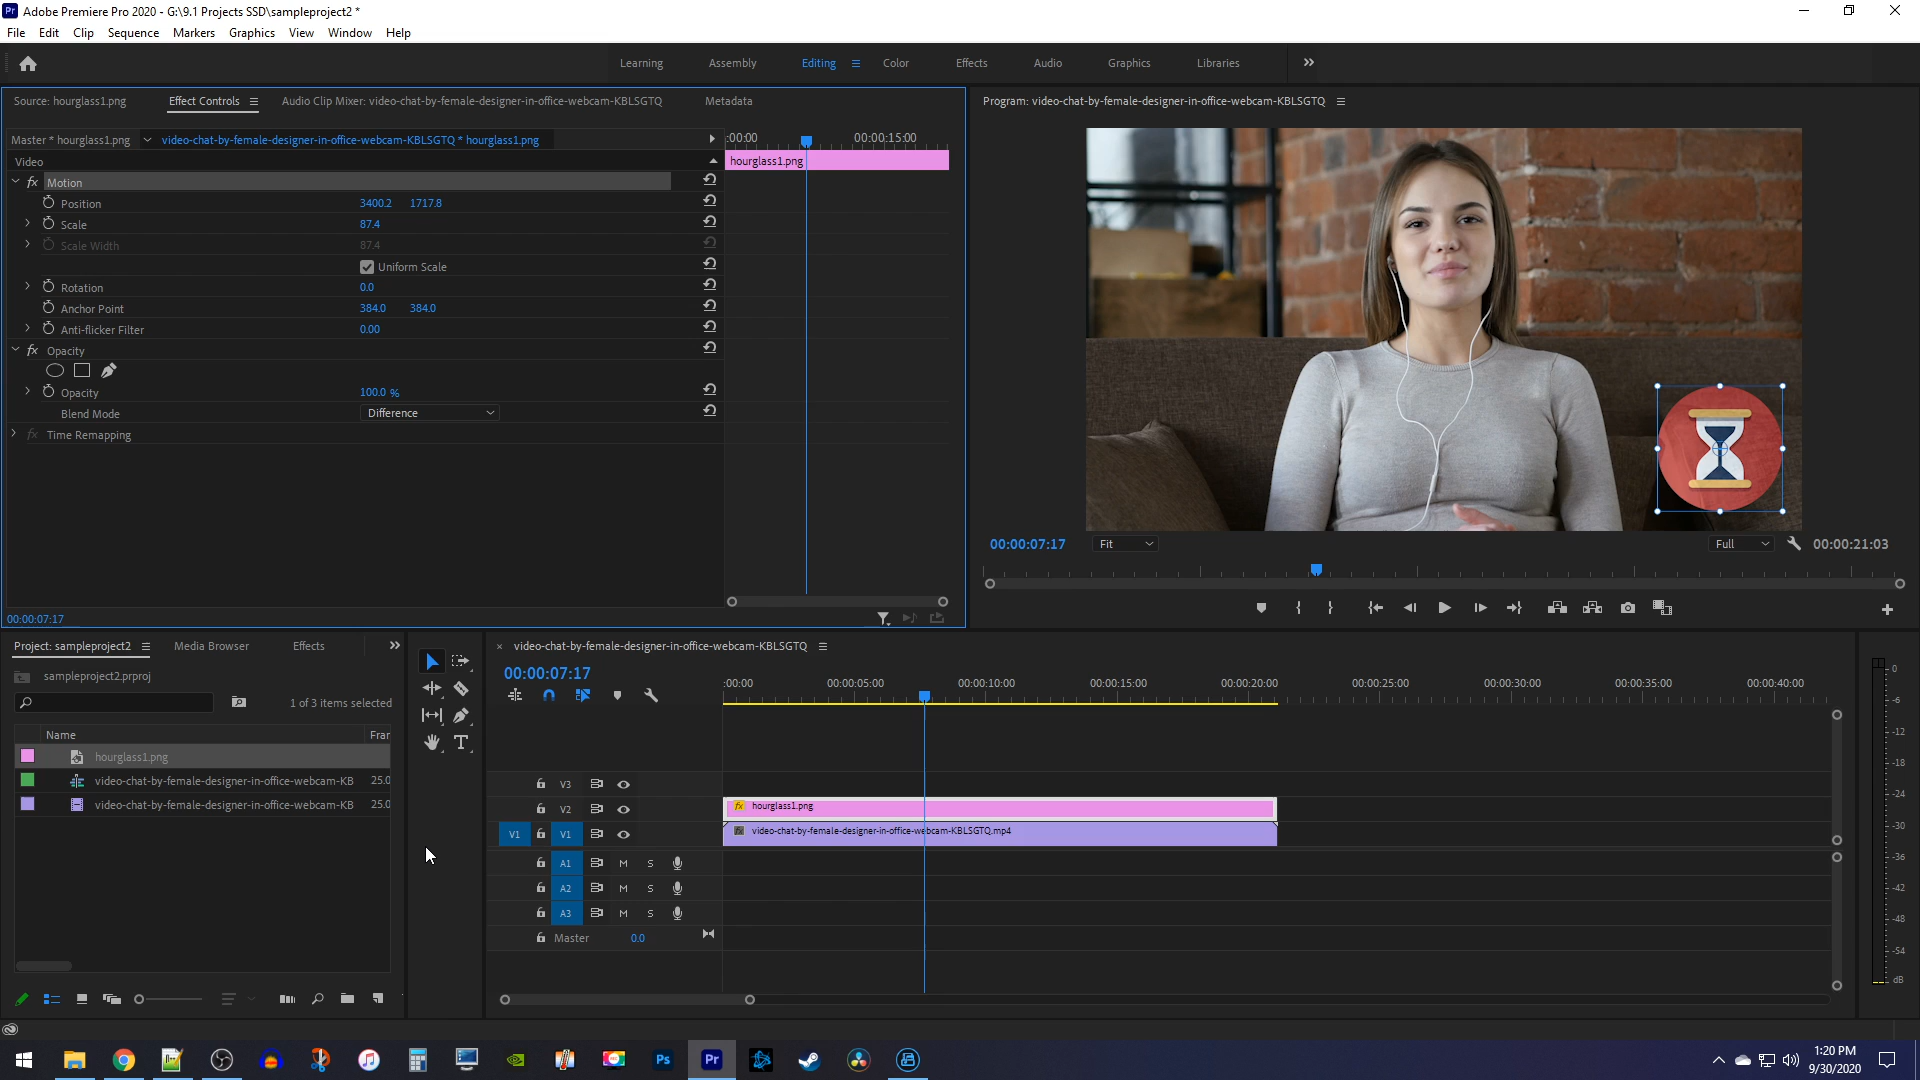 Adobe Premiere Pro 2020 - G:\9.1 Projects SSD\sampleproject2 *
File Edit Clip Sequence Markers Graphics View Window Help
Learning Assembly Editing Color Effects Audio Graphics Libraries
Source: hourglass1.png Effect Controls Audio Clip Mixer: video-chat-by-female-designer-in-office-webcam-KBLSGTQ Metadata
Program: video-chat-by-female-designer-in-office-webcam-KBLSGTQ
Master * hourglass1.png video-chat-by-female-designer-in-office-webcam-KBLSGTQ * hourglass1.png
:00:00 00:00:15:00
Video
hourglass1.png
fx Motion
Position 3400.2 1717.8
Scale 87.4
Scale Width 87.4
Uniform Scale
Rotation 0.0
Anchor Point 384.0 384.0
Anti-flicker Filter 0.00
fx Opacity
Opacity 100.0 %
Blend Mode Difference
fx Time Remapping
00:00:07:17
00:00:07:17 Fit Full 00:00:21:03
Project: sampleproject2 Media Browser Effects
sampleproject2.prproj
1 of 3 items selected
Name Fran
hourglass1.png
video-chat-by-female-designer-in-office-webcam-KB 25.0
video-chat-by-female-designer-in-office-webcam-KB 25.0
T
× video-chat-by-female-designer-in-office-webcam-KBLSGTQ
00:00:07:17
:00:00 00:00:05:00 00:00:10:00 00:00:15:00 00:00:20:00 00:00:25:00 00:00:30:00 00:00:35:00 00:00:40:00
V3
V2
fx hourglass1.png
V1 V1
fx video-chat-by-female-designer-in-office-webcam-KBLSGTQ.mp4
A1 M S
A2 M S
A3 M S
Master 0.0
0
-6
-12
-18
-24
-30
-36
-42
-48
-54
dB
Ps Pr
1:20 PM
9/30/2020